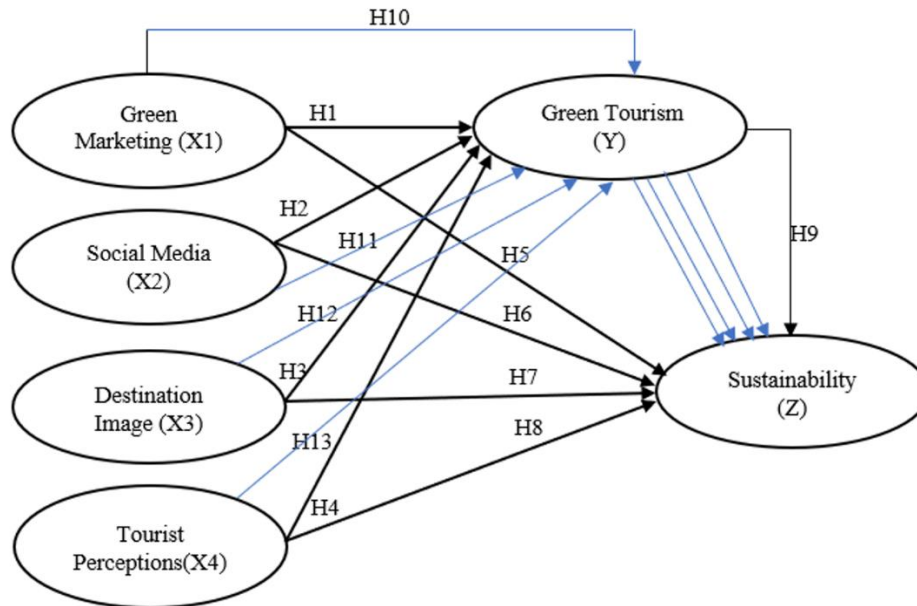 H10
Green
Marketing (X1)
H1
Green Tourism
(Y)
H2
Social Media
(X2)
H11
H5
H9
H12
H6
Destination
Image (X3)
H3
H7
Sustainability
(Z)
H13
H8
H4
Tourist
Perceptions(X4)